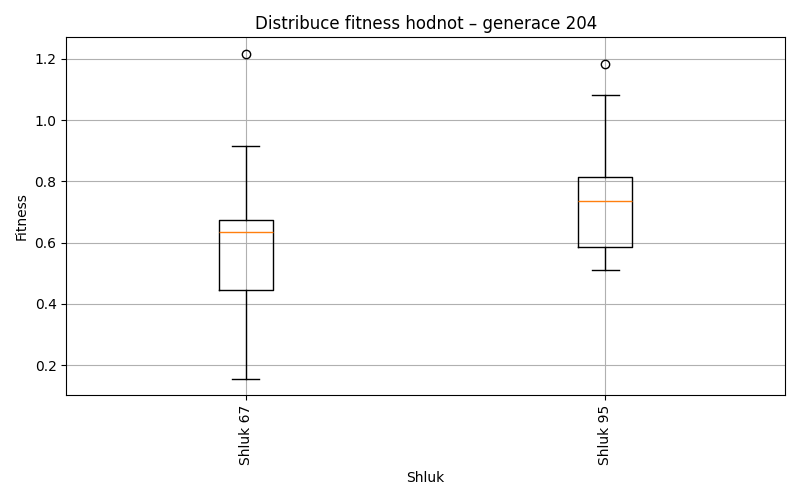 Distribuce fitness hodnot – generace 204
1.2
1.0
0.8
0.6
0.4
0.2
Fitness
Shluk 67
Shluk 95
Shluk